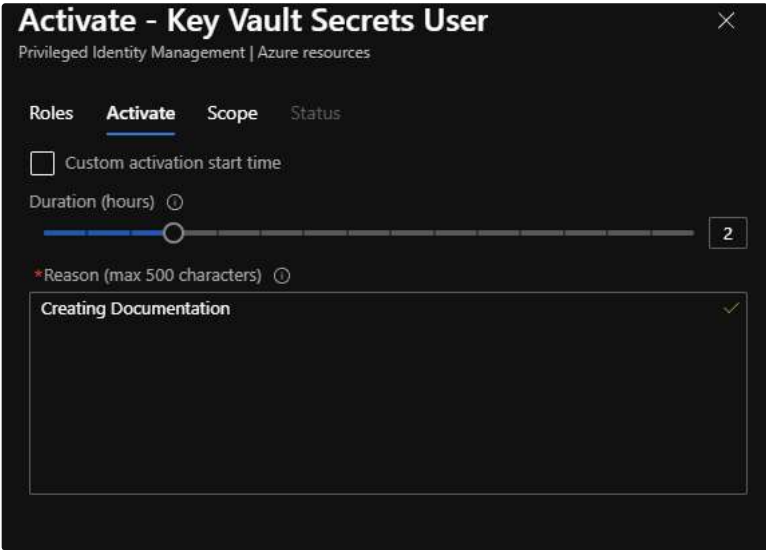 Activate - Key Vault Secrets User
Privileged Identity Management | Azure resources
Roles Activate Scope Status
Custom activation start time
Duration (hours)
2
*Reason (max 500 characters)
Creating Documentation